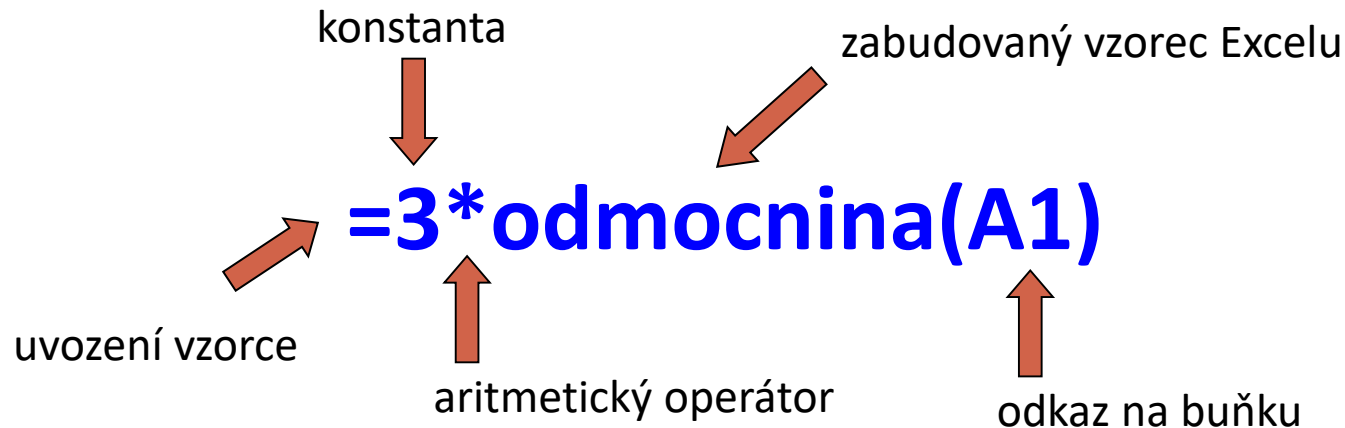 konstanta
zabudovaný vzorec Excelu
=3*odmocnina(A1)
uvození vzorce
aritmetický operátor
odkaz na buňku